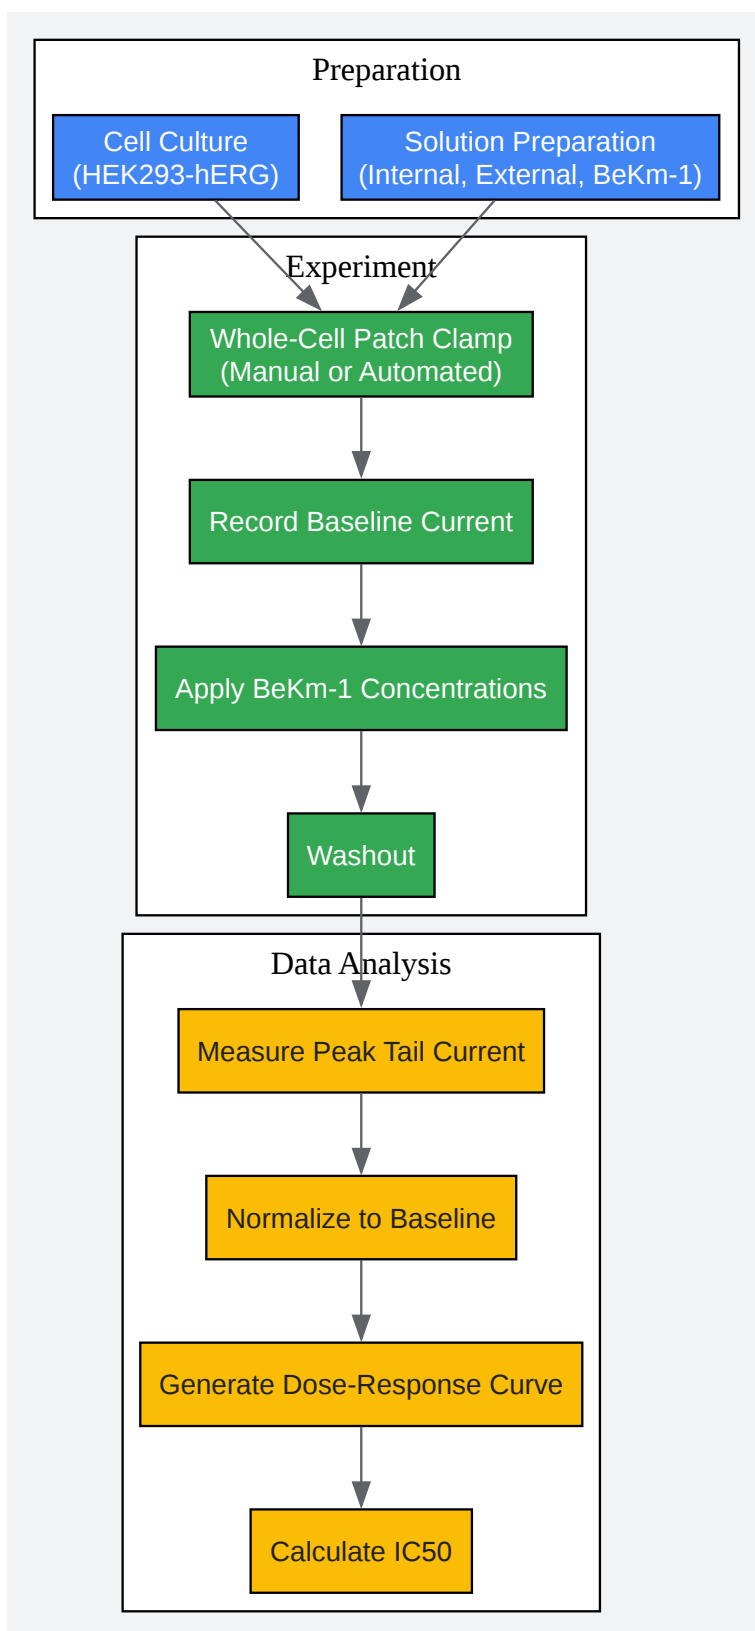 Preparation
Cell Culture
(HEK293-hERG)
Solution Preparation
(Internal, External, BeKm-1)
Experiment
Whole-Cell Patch Clamp
(Manual or Automated)
Record Baseline Current
Apply BeKm-1 Concentrations
Washout
Data Analysis
Measure Peak Tail Current
Normalize to Baseline
Generate Dose-Response Curve
Calculate IC50